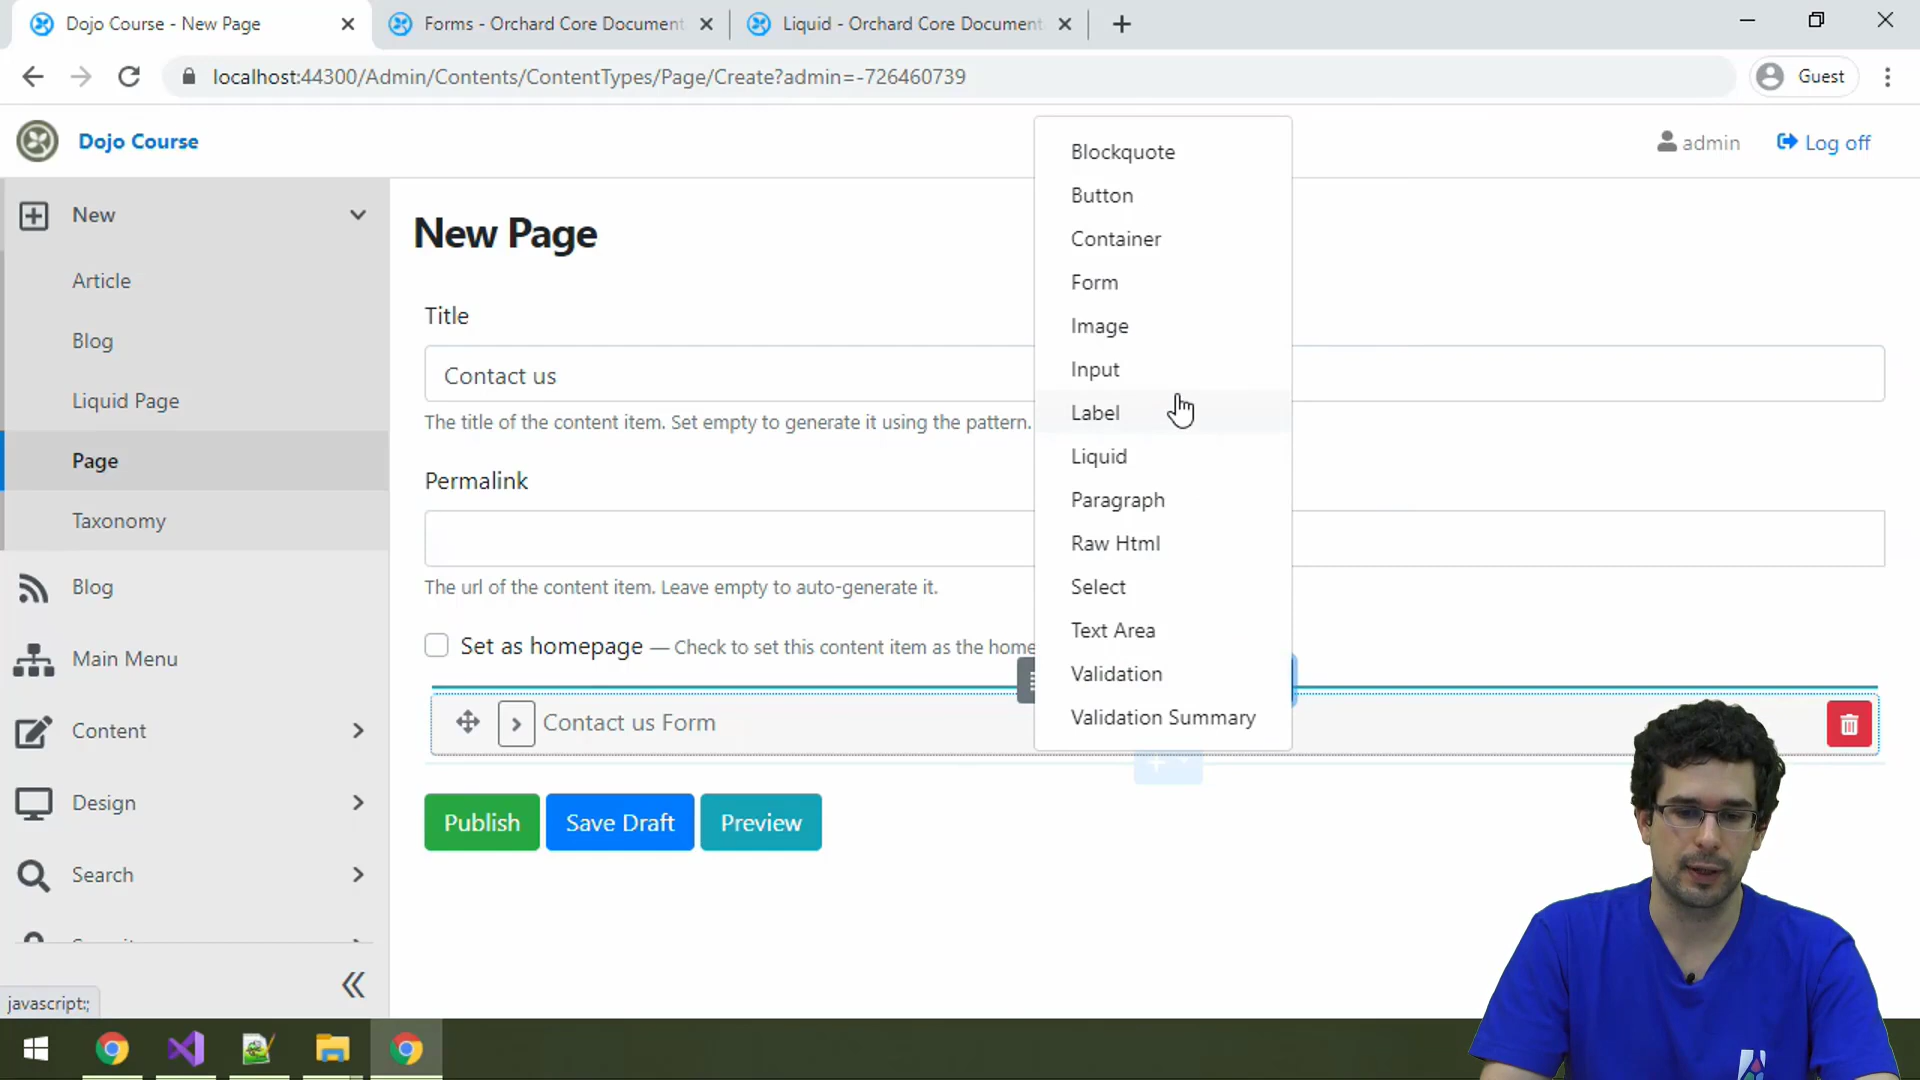 Dojo Course - New Page
Forms - Orchard Core Document
Liquid - Orchard Core Document
localhost:44300/Admin/Contents/ContentTypes/Page/Create?admin=-726460739
Guest
Dojo Course
admin
Log off
New
Article
Blog
Liquid Page
Page
Taxonomy
Blog
Main Menu
Content
Design
Search
javascript:;
New Page
Title
Contact us
The title of the content item. Set empty to generate it using the pattern.
Permalink
The url of the content item. Leave empty to auto-generate it.
Set as homepage — Check to set this content item as the home
Contact us Form
Publish
Save Draft
Preview
Blockquote
Button
Container
Form
Image
Input
Label
Liquid
Paragraph
Raw Html
Select
Text Area
Validation
Validation Summary